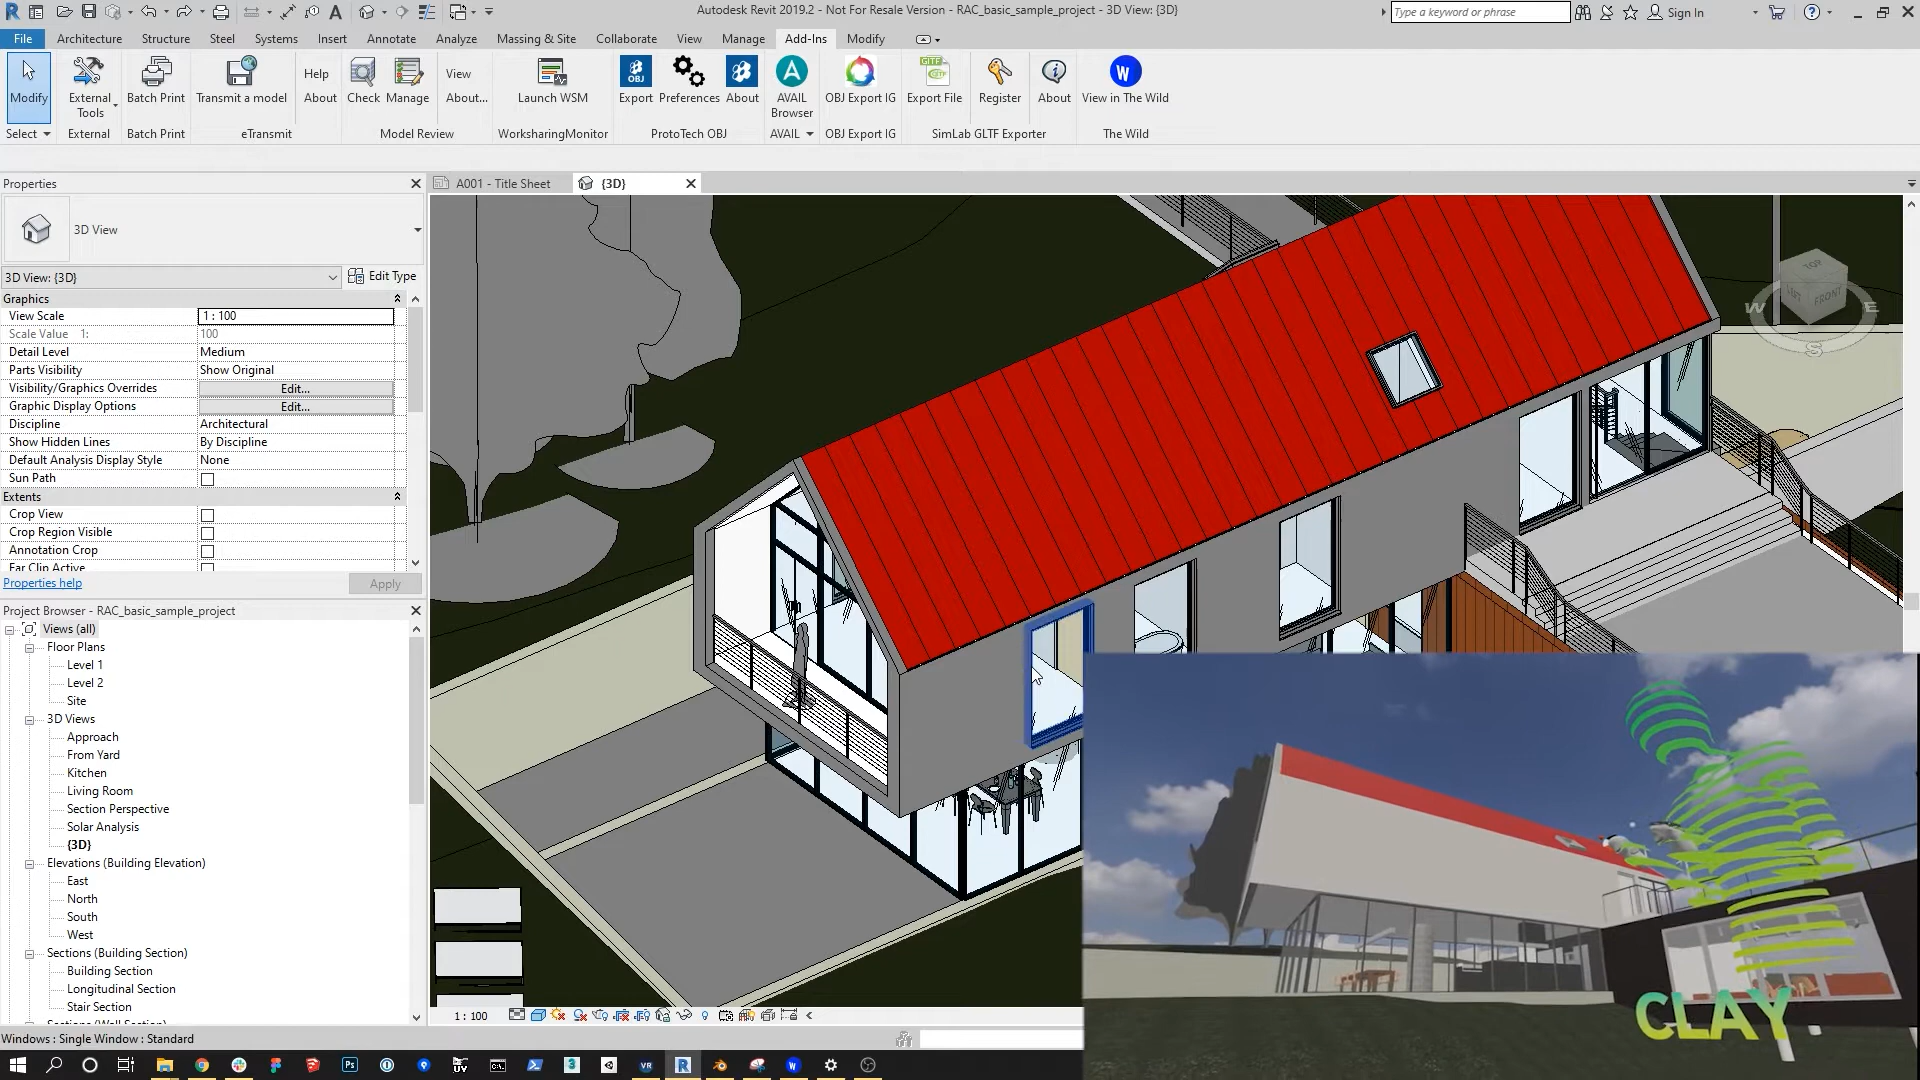 Autodesk Revit 2019.2 - Not For Resale Version - RAC_basic_sample_project - 3D View: {3D}
Type a keyword or phrase
Sign In
File Architecture Structure Steel Systems Insert Annotate Analyze Massing & Site Collaborate View Manage Add-Ins Modify
Modify
External Tools
Batch Print
Transmit a model
Help
About
Check
Manage
View
About...
Launch WSM
Export
Preferences
About
AVAIL Browser
OBJ Export IG
Export File
Register
About
View in The Wild
Select External Batch Print eTransmit Model Review WorksharingMonitor ProtoTech OBJ AVAIL OBJ Export IG SimLab GLTF Exporter The Wild
Properties
A001 - Title Sheet
{3D}
3D View
3D View: {3D}
Edit Type
Graphics
View Scale 1 : 100
Scale Value 1: 100
Detail Level Medium
Parts Visibility Show Original
Visibility/Graphics Overrides Edit...
Graphic Display Options Edit...
Discipline Architectural
Show Hidden Lines By Discipline
Default Analysis Display Style None
Sun Path
Extents
Crop View
Crop Region Visible
Annotation Crop
Far Clip Active
Properties help
Apply
Project Browser - RAC_basic_sample_project
Views (all)
Floor Plans
Level 1
Level 2
Site
3D Views
Approach
From Yard
Kitchen
Living Room
Section Perspective
Solar Analysis
{3D}
Elevations (Building Elevation)
East
North
South
West
Sections (Building Section)
Building Section
Longitudinal Section
Stair Section
Sections (Wall Section)
TOP
LEFT
FRONT
W
E
S
CLAY
1 : 100
Windows : Single Window : Standard